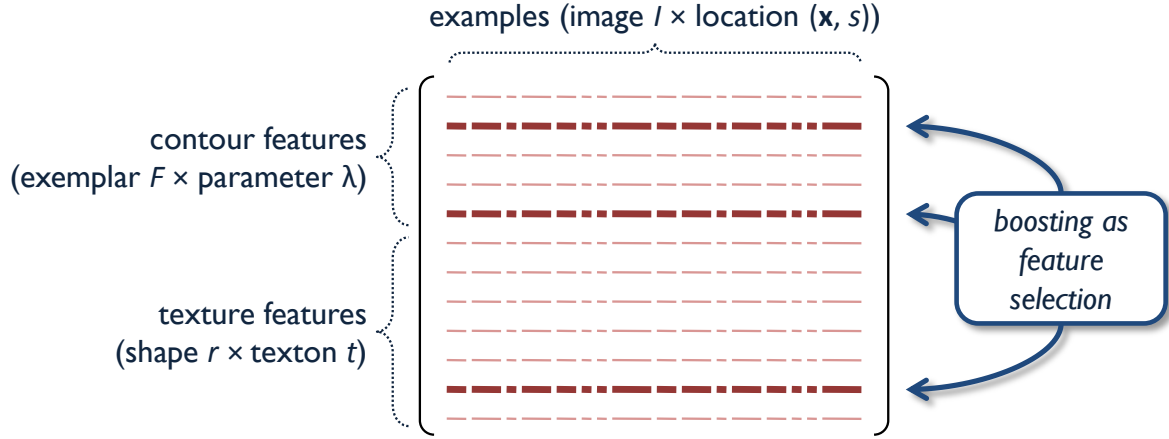 examples (image I × location (x, s))
contour features
(exemplar F × parameter λ)
texture features
(shape r × texton t)
boosting as
feature
selection